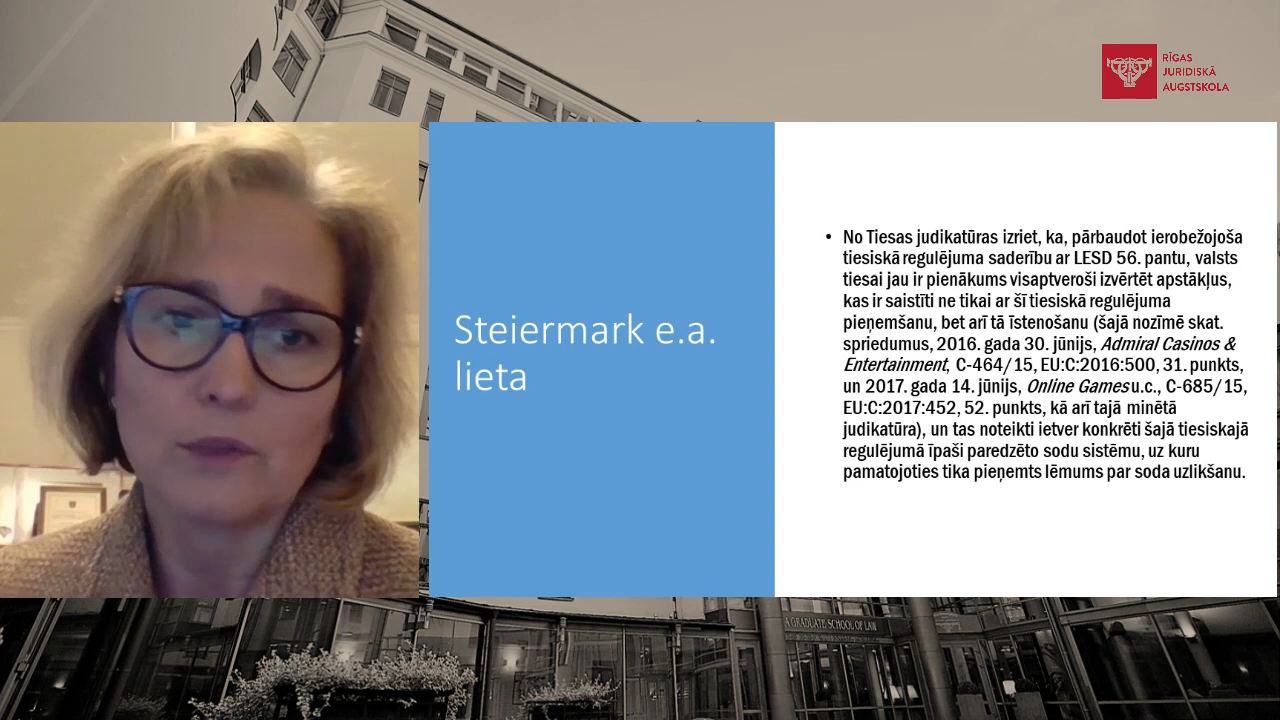 RĪGAS
JURIDISKĀ
AUGSTSKOLA
Steiermark e.a.
lieta
• No Tiesas judikatūras izriet, ka, pārbaudot ierobežojoša
tiesiskā regulējuma saderību ar LESD 56. pantu, valsts
tiesai jau ir pienākums visaptveroši izvērtēt apstākļus,
kas ir saistīti ne tikai ar šī tiesiskā regulējuma
pieņemšanu, bet arī tā īstenošanu (šajā nozīmē skat.
spriedumus, 2016. gada 30. jūnijs, Admiral Casinos &
Entertainment, C-464/15, EU:C:2016:500, 31. punkts,
un 2017. gada 14. jūnijs, Online Games u.c., C-685/15,
EU:C:2017:452, 52. punkts, kā arī tajā minētā
judikatūra), un tas noteikti ietver konkrēti šajā tiesiskajā
regulējumā īpaši paredzēto sodu sistēmu, uz kuru
pamatojoties tika pieņemts lēmums par soda uzlikšanu.
A GRADUATE SCHOOL OF LAW